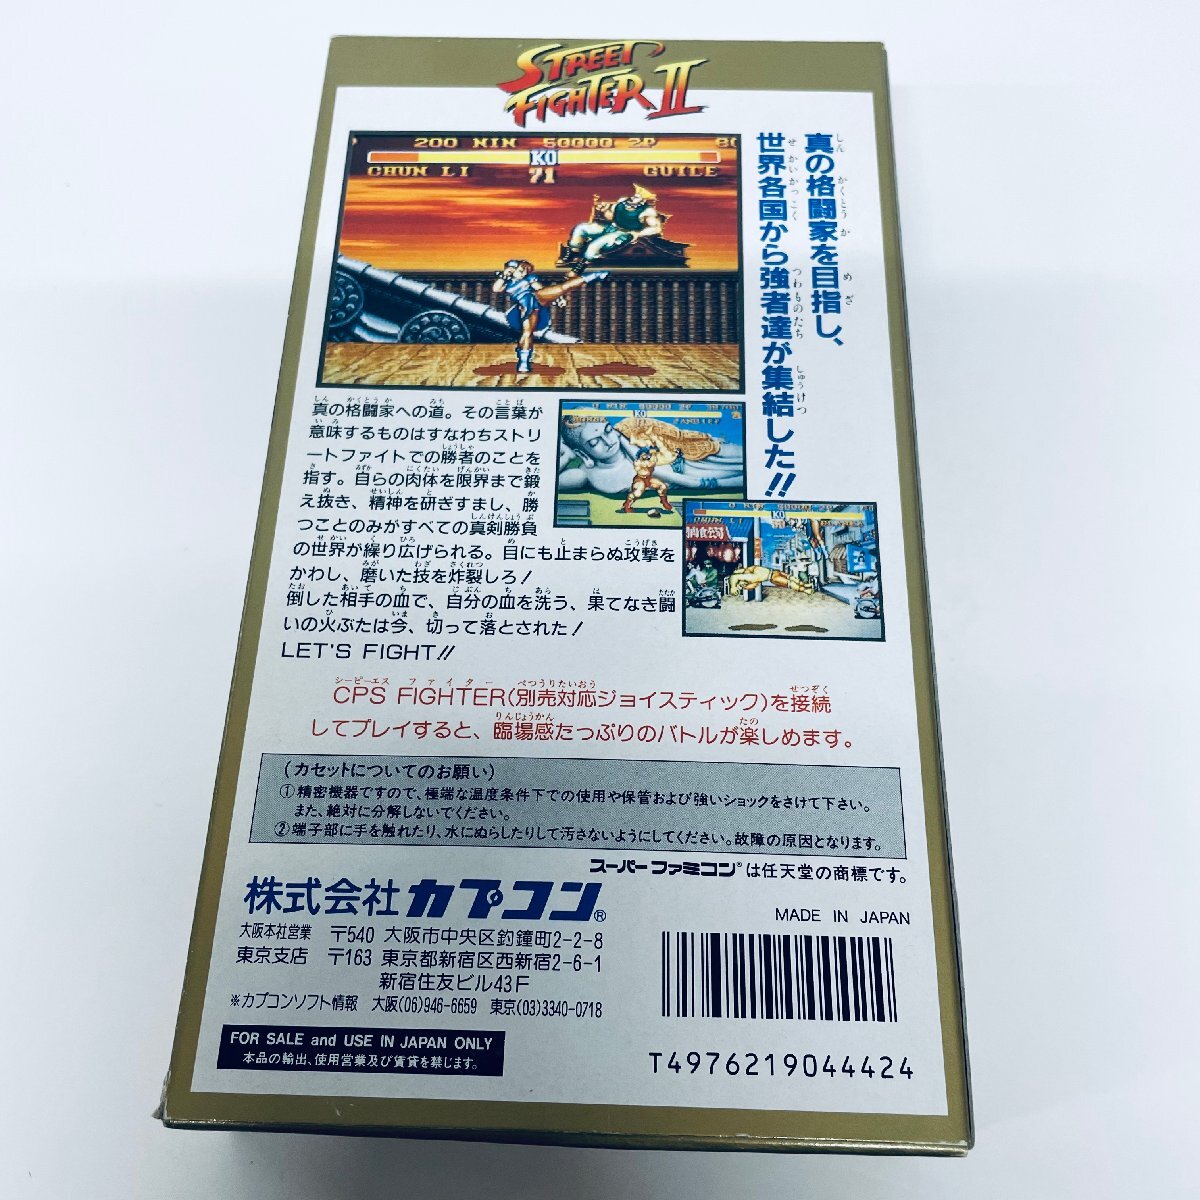 STREET
FIGHTER II
200 MIN 50000 2P
KO
CHUN LI 71 GUILE
真の格闘家を目指し、
世界各国から強者達が集結した!!
真の格闘家への道。その言葉が
意味するものはすなわちストリ
ートファイトでの勝者のことを
指す。自らの肉体を限界まで鍛
え抜き、精神を研ぎすまし、勝
つことのみがすべての真剣勝負
の世界が繰り広げられる。目にも止まらぬ攻撃を
かわし、磨いた技を炸裂しろ!
倒した相手の血で、自分の血を洗う、果てなき闘
いの火ぶたは今、切って落とされた!
LET'S FIGHT!!
CPS FIGHTER(別売対応ジョイスティック)を接続
してプレイすると、臨場感たっぷりのバトルが楽しめます。
(カセットについてのお願い)
①精密機器ですので、極端な温度条件下での使用や保管および強いショックをさけて下さい。
また、絶対に分解しないでください。
②端子部に手を触れたり、水にぬらしたりして汚さないようにしてください。故障の原因となります。
スーパーファミコン®は任天堂の商標です。
株式会社カプコン®
MADE IN JAPAN
大阪本社営業 〒540 大阪市中央区釣鐘町2-2-8
東京支店 〒163 東京都新宿区西新宿2-6-1
新宿住友ビル43F
※カプコンソフト情報 大阪(06)946-6659 東京(03)3340-0718
FOR SALE and USE IN JAPAN ONLY
本品の輸出、使用営業及び賃貸を禁じます。
T4976219044424